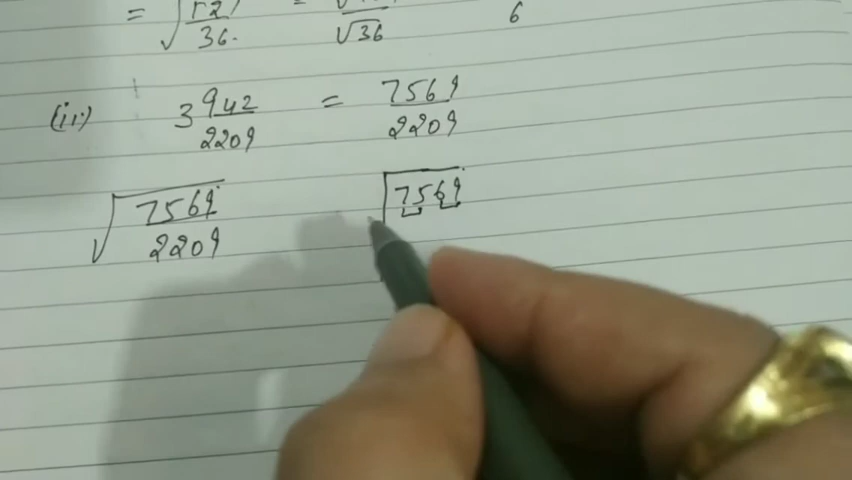 = √ 36. √36 6
(ii) 3 942/2209 = 7569/2209
√ 7569/2209 7569